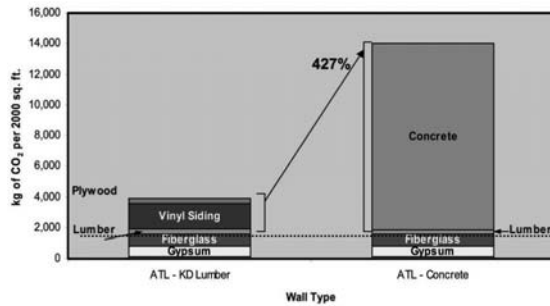 kg of CO₂ per 2000 sq. ft.
16,000
14,000
12,000
10,000
8,000
6,000
4,000
2,000
0
427%
Plywood
Vinyl Siding
Lumber
Fiberglass
Gypsum
Concrete
Lumber
Fiberglass
Gypsum
ATL - KD Lumber
ATL - Concrete
Wall Type